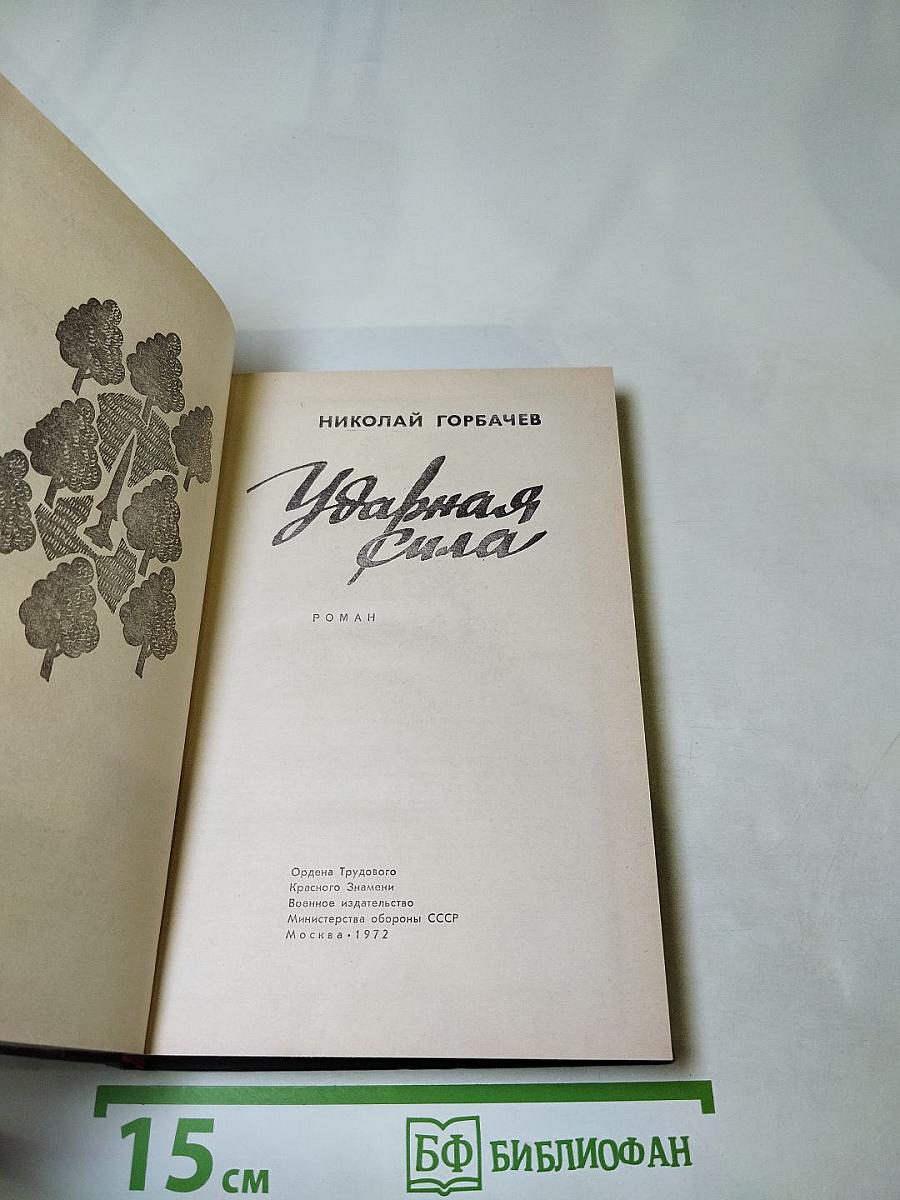 НИКОЛАЙ ГОРБАЧЕВ
Ударная
сила
РОМАН
Ордена Трудового
Красного Знамени
Военное издательство
Министерства обороны СССР
Москва • 1972
15 см
БФ БИБЛИОФАН